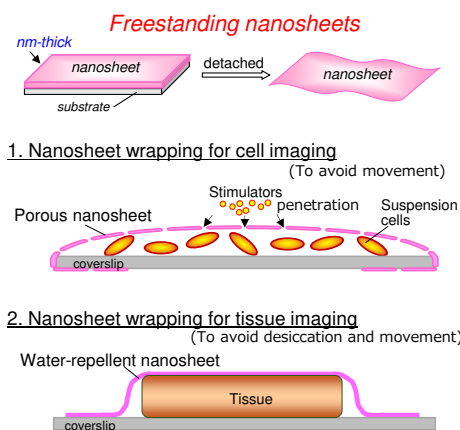 Freestanding nanosheets
nm-thick
nanosheet
substrate
detached
nanosheet
1. Nanosheet wrapping for cell imaging
(To avoid movement)
Stimulators
penetration
Suspension
cells
Porous nanosheet
coverslip
2. Nanosheet wrapping for tissue imaging
(To avoid desiccation and movement)
Water-repellent nanosheet
Tissue
coverslip